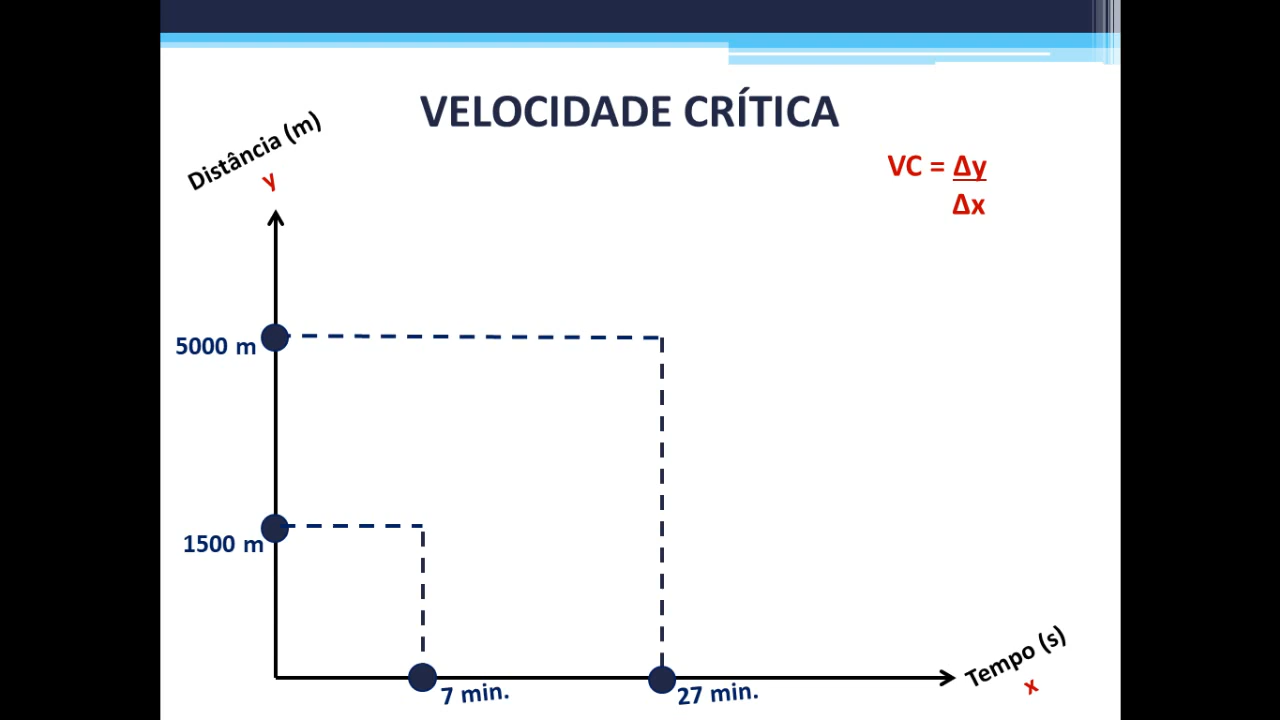 VELOCIDADE CRÍTICA
Distância (m)
y
VC = Δy
Δx
5000 m
1500 m
7 min.
27 min.
Tempo (s)
x